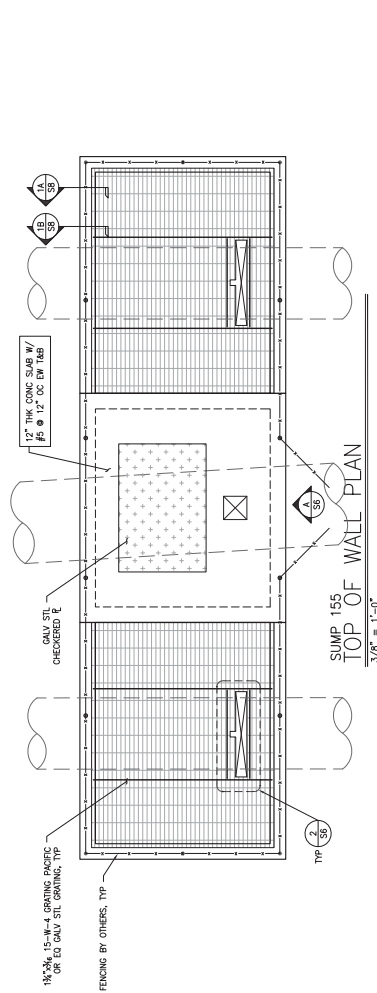 1¾"x3⁄16 15-W-4 GRATING PACIFIC
OR EQ GALV STL GRATING, TYP
FENCING BY OTHERS, TYP
GALV STL
CHECKERED PL
12" THK CONC SLAB W/
#5 @ 12" OC EW T&B
1B
S8
1A
S8
2
S6
TYP
A
S6
SUMP 155
TOP OF WALL PLAN
3/8" = 1'-0"